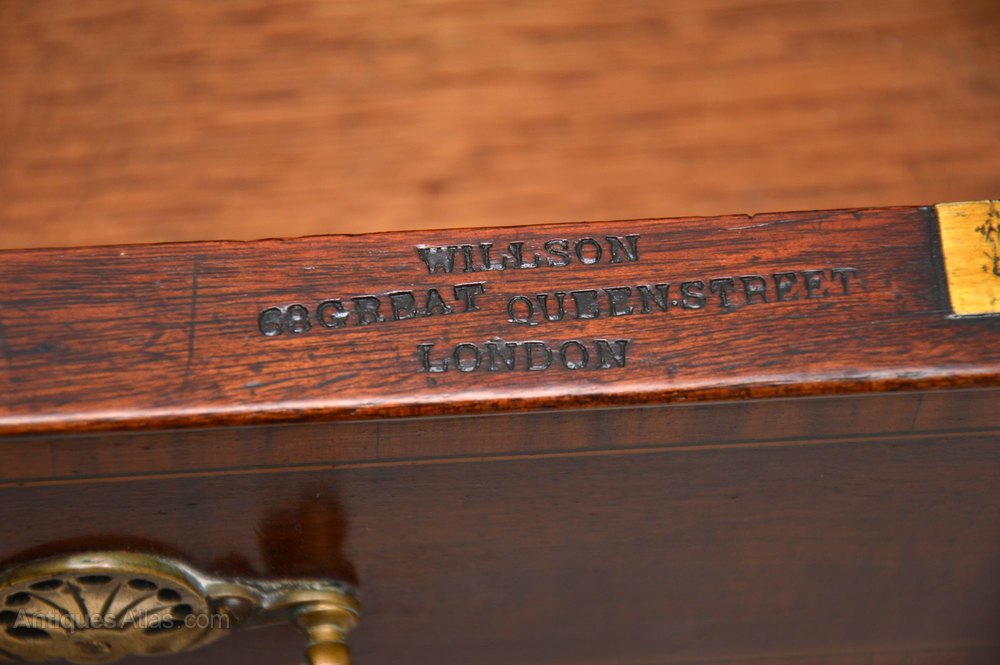 WILLSON
68 GREAT QUEEN.STREET
LONDON
AntiquesAtlas.com